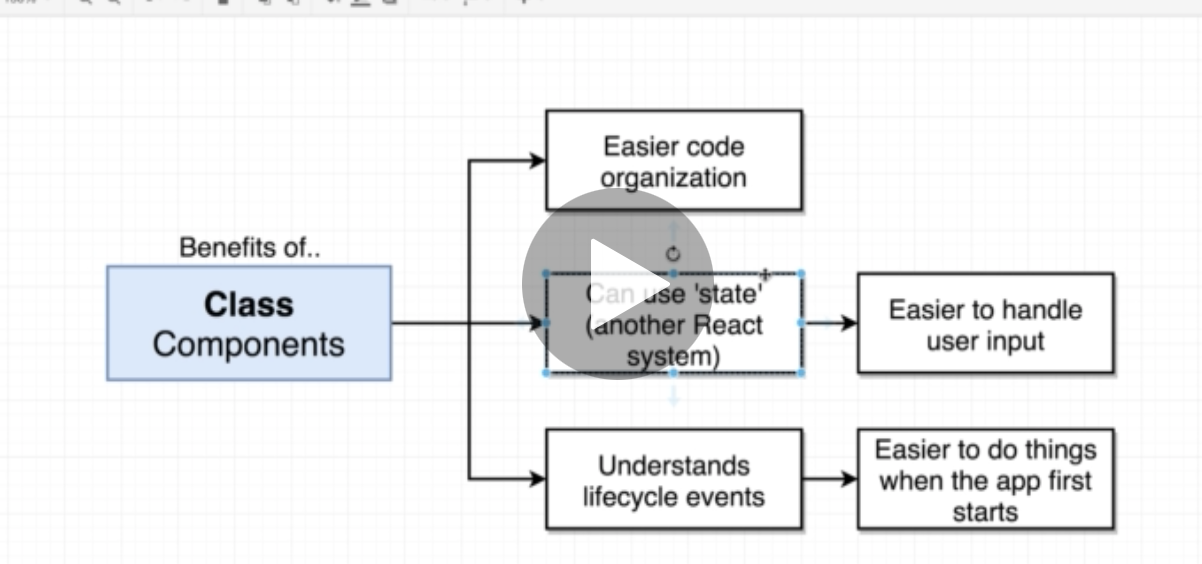 Easier code
organization
Benefits of..
Class
Components
Can use 'state'
(another React
system)
Easier to handle
user input
Understands
lifecycle events
Easier to do things
when the app first
starts